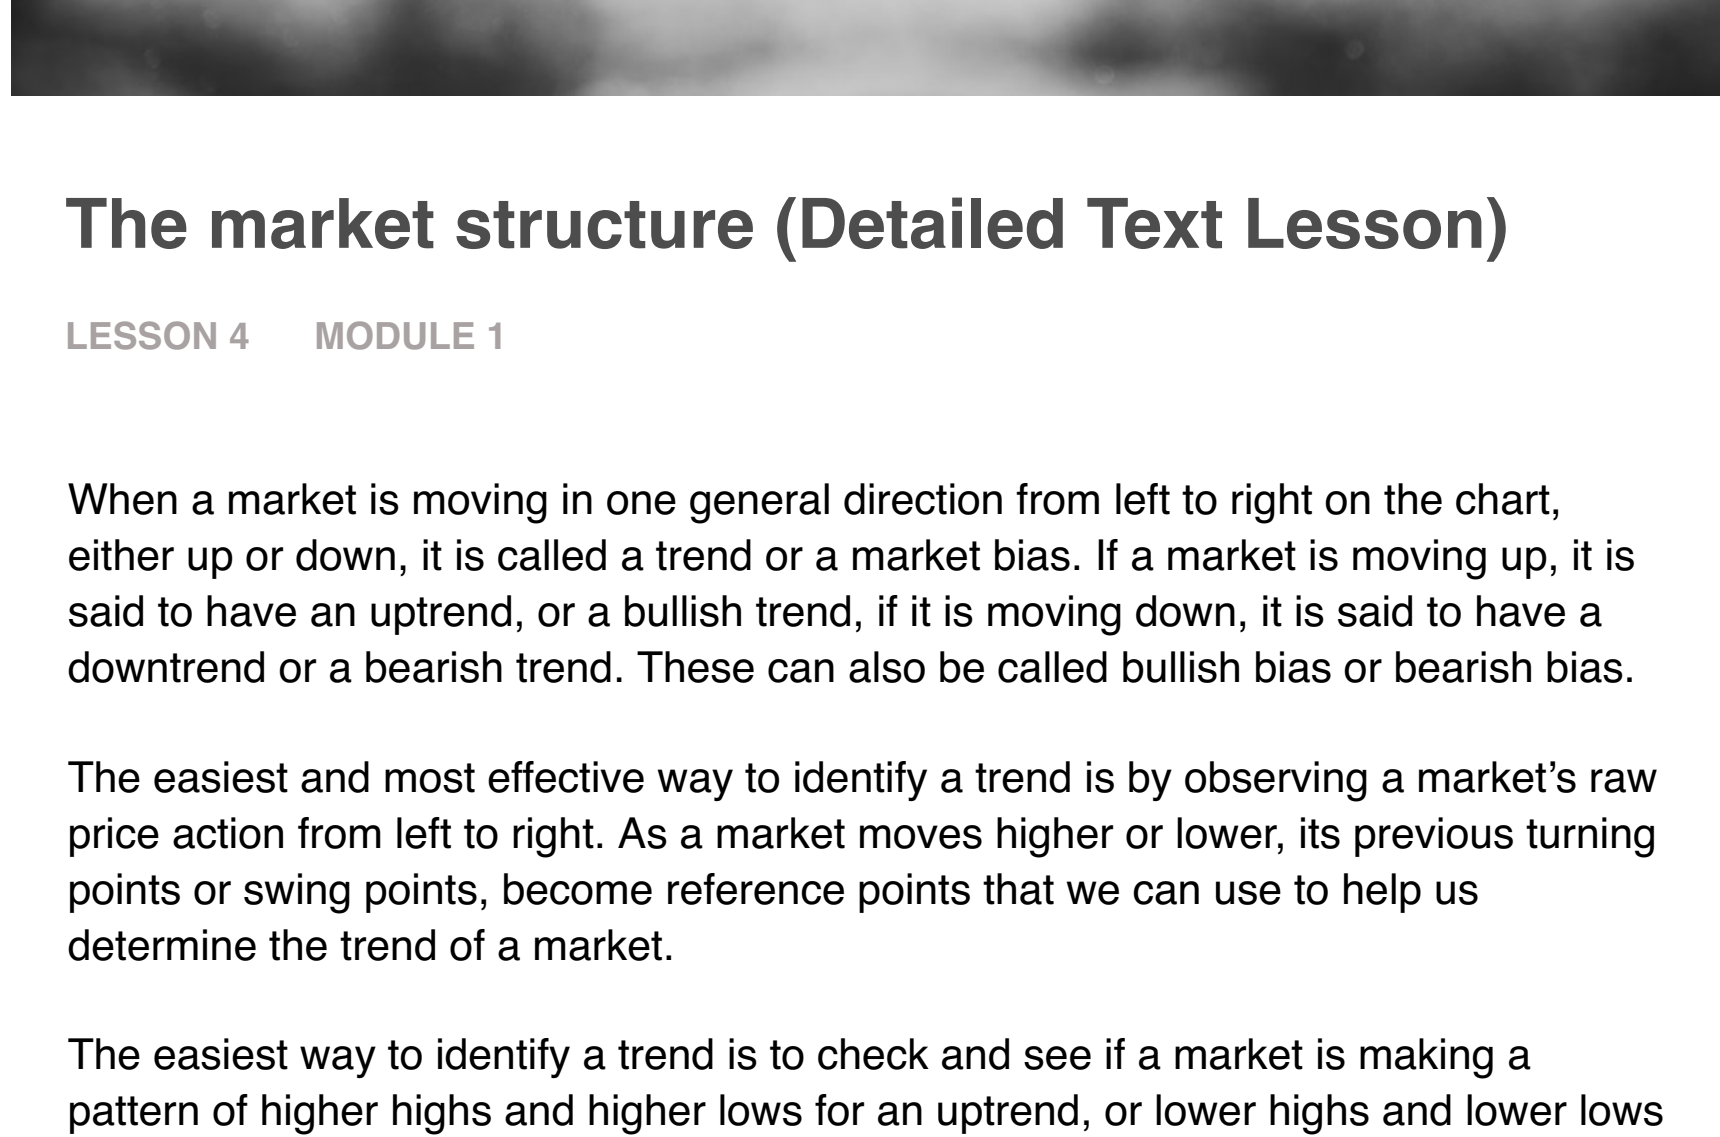 The market structure (Detailed Text Lesson)
LESSON 4 MODULE 1
When a market is moving in one general direction from left to right on the chart,
either up or down, it is called a trend or a market bias. If a market is moving up, it is
said to have an uptrend, or a bullish trend, if it is moving down, it is said to have a
downtrend or a bearish trend. These can also be called bullish bias or bearish bias.
The easiest and most effective way to identify a trend is by observing a market’s raw
price action from left to right. As a market moves higher or lower, its previous turning
points or swing points, become reference points that we can use to help us
determine the trend of a market.
The easiest way to identify a trend is to check and see if a market is making a
pattern of higher highs and higher lows for an uptrend, or lower highs and lower lows